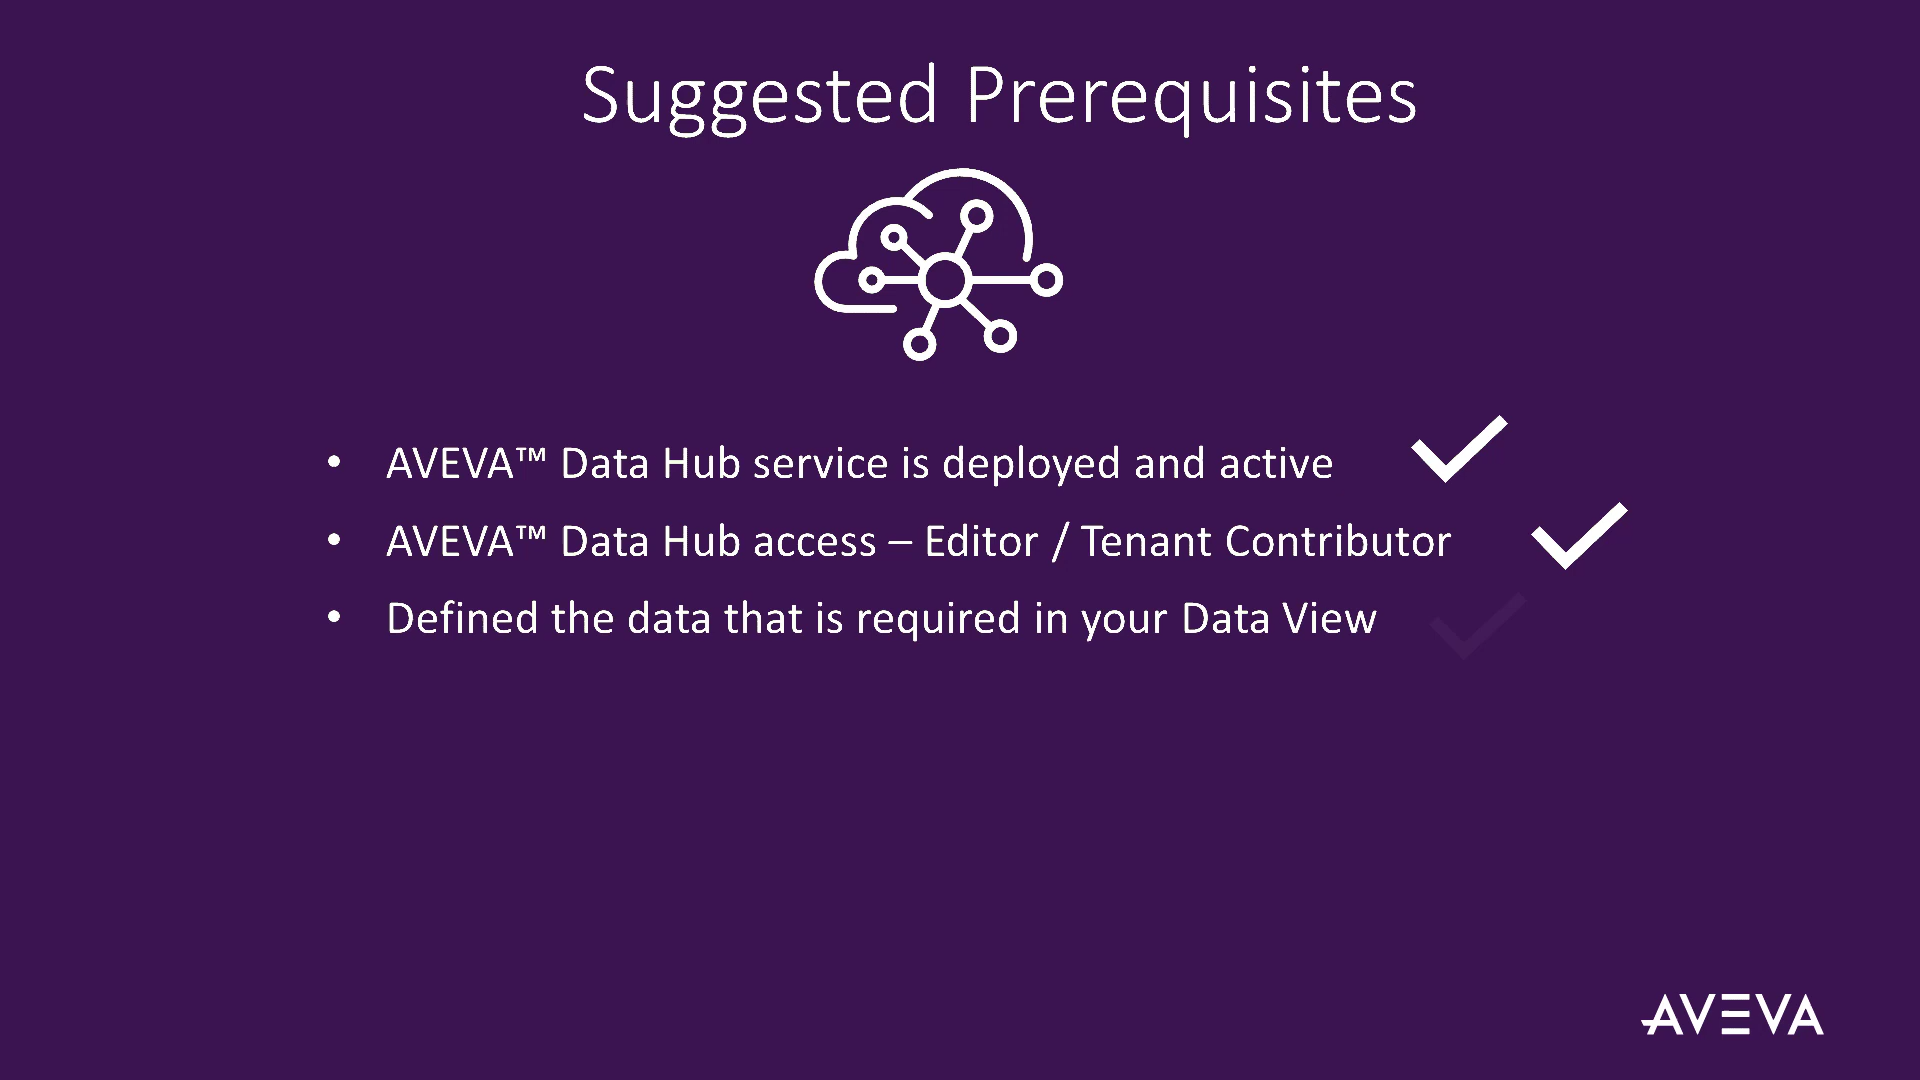 Suggested Prerequisites
• AVEVA™ Data Hub service is deployed and active
• AVEVA™ Data Hub access – Editor / Tenant Contributor
• Defined the data that is required in your Data View
AVEVA